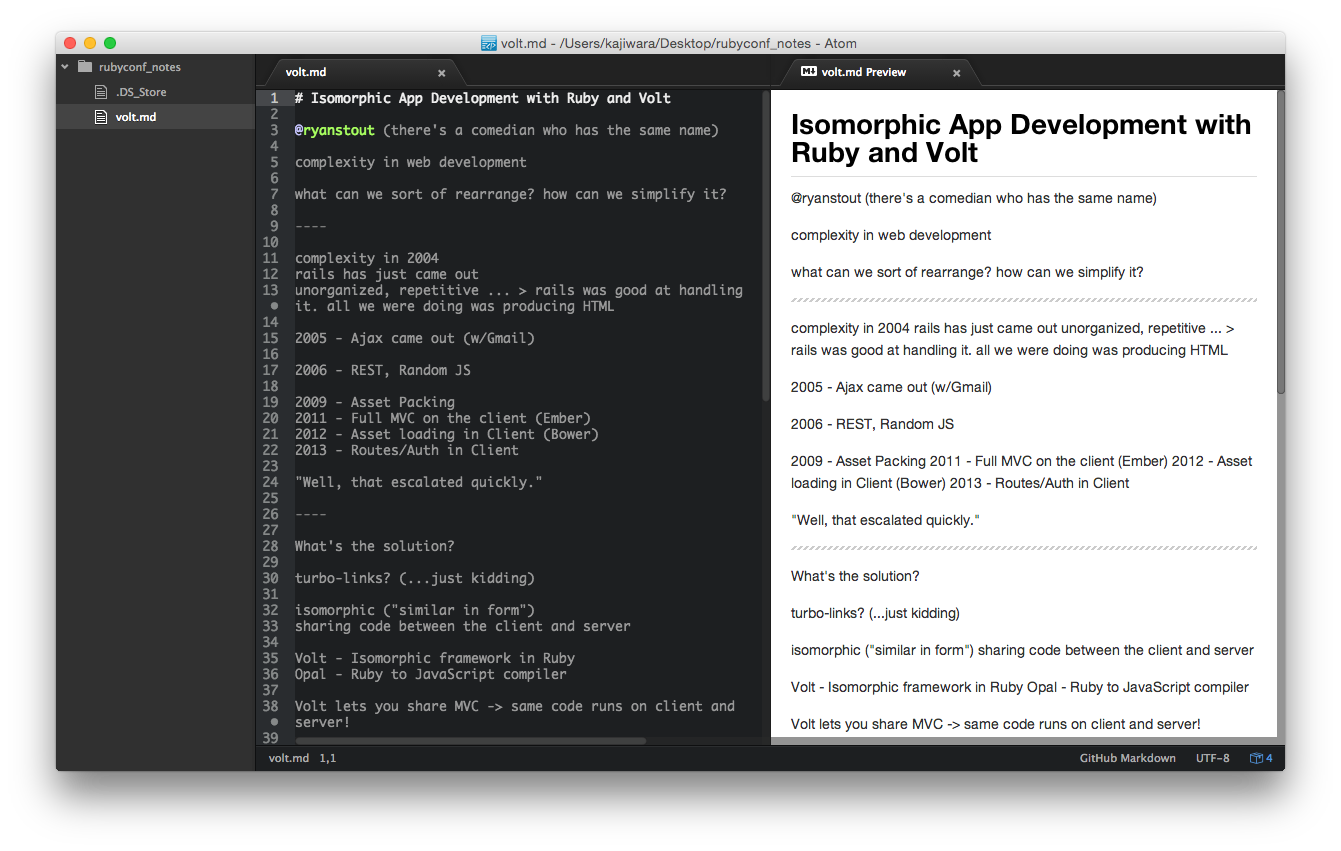 volt.md - /Users/kajiwara/Desktop/rubyconf_notes - Atom
rubyconf_notes
.DS_Store
volt.md
volt.md
1 # Isomorphic App Development with Ruby and Volt
2
3 @ryanstout (there's a comedian who has the same name)
4
5 complexity in web development
6
7 what can we sort of rearrange? how can we simplify it?
8
9 ----
10
11 complexity in 2004
12 rails has just came out
13 unorganized, repetitive ... > rails was good at handling
• it. all we were doing was producing HTML
14
15 2005 - Ajax came out (w/Gmail)
16
17 2006 - REST, Random JS
18
19 2009 - Asset Packing
20 2011 - Full MVC on the client (Ember)
21 2012 - Asset loading in Client (Bower)
22 2013 - Routes/Auth in Client
23
24 "Well, that escalated quickly."
25
26 ----
27
28 What's the solution?
29
30 turbo-links? (...just kidding)
31
32 isomorphic ("similar in form")
33 sharing code between the client and server
34
35 Volt - Isomorphic framework in Ruby
36 Opal - Ruby to JavaScript compiler
37
38 Volt lets you share MVC -> same code runs on client and
• server!
39
volt.md Preview
Isomorphic App Development with
Ruby and Volt
@ryanstout (there's a comedian who has the same name)
complexity in web development
what can we sort of rearrange? how can we simplify it?
complexity in 2004 rails has just came out unorganized, repetitive ... >
rails was good at handling it. all we were doing was producing HTML
2005 - Ajax came out (w/Gmail)
2006 - REST, Random JS
2009 - Asset Packing 2011 - Full MVC on the client (Ember) 2012 - Asset
loading in Client (Bower) 2013 - Routes/Auth in Client
"Well, that escalated quickly."
What's the solution?
turbo-links? (...just kidding)
isomorphic ("similar in form") sharing code between the client and server
Volt - Isomorphic framework in Ruby Opal - Ruby to JavaScript compiler
Volt lets you share MVC -> same code runs on client and server!
volt.md 1,1
GitHub Markdown UTF-8 4